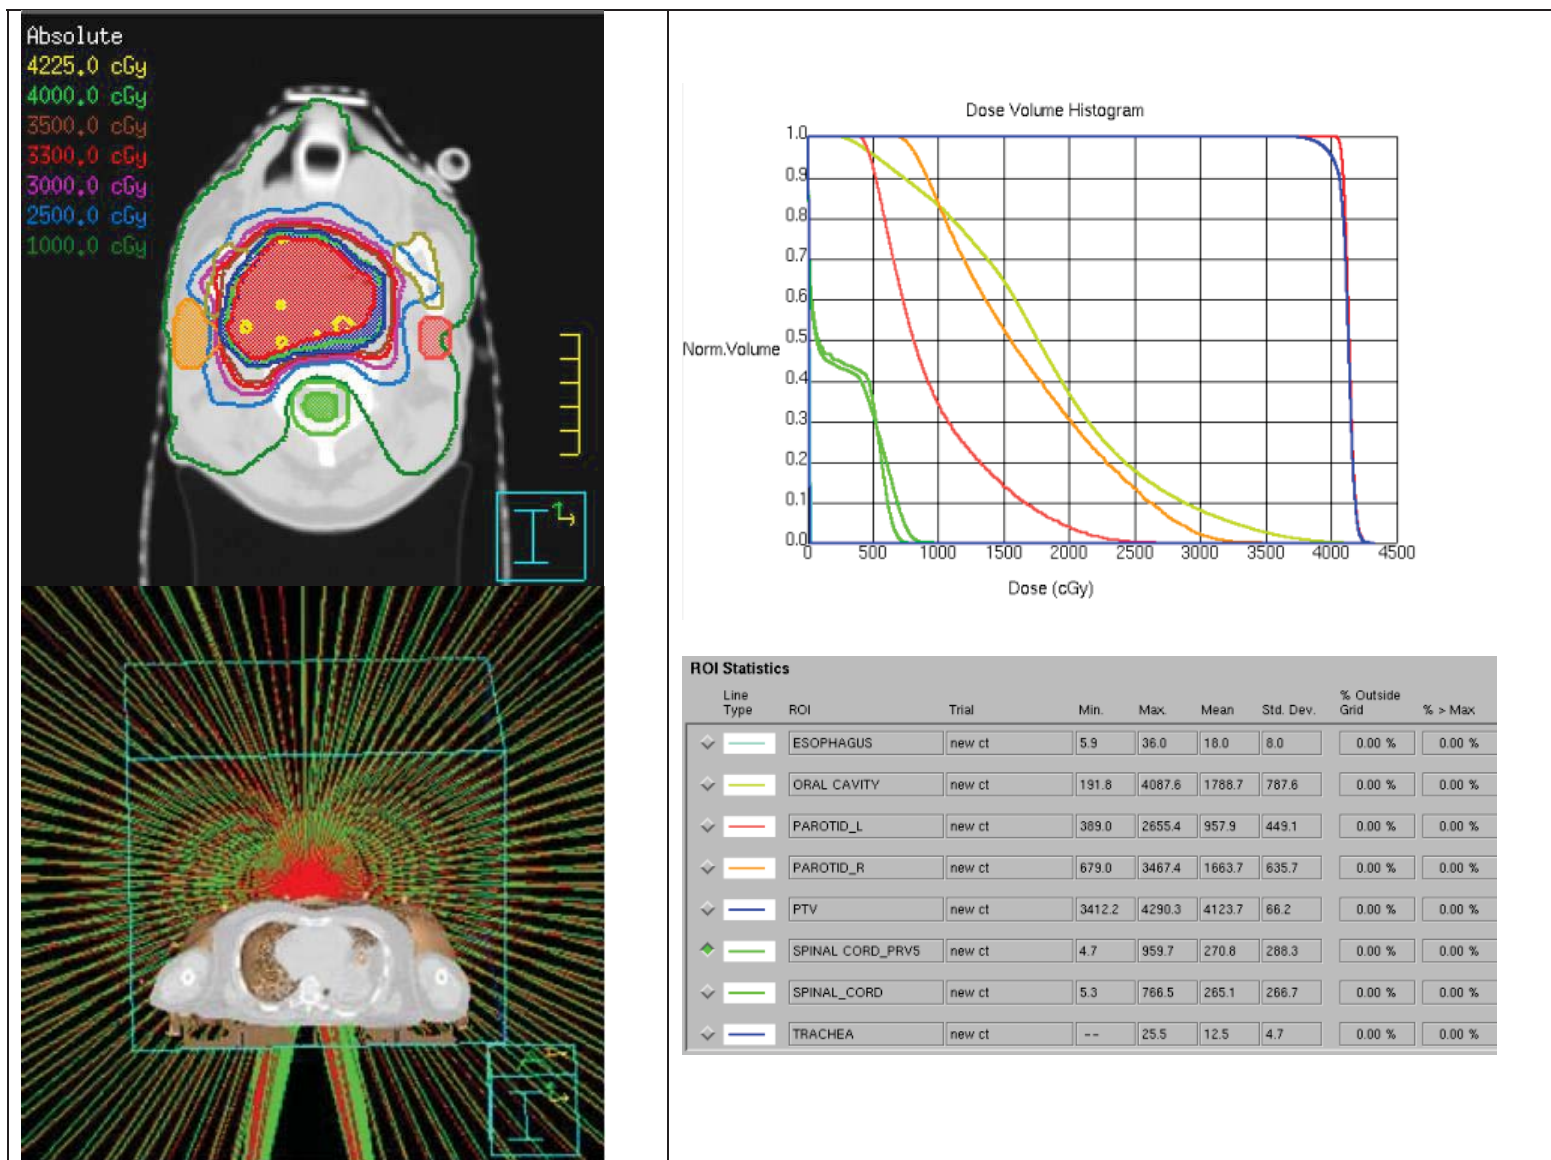 Absolute
4225.0 cGy
4000.0 cGy
3500.0 cGy
3300.0 cGy
3000.0 cGy
2500.0 cGy
1000.0 cGy
Dose Volume Histogram
1.0
0.9
0.8
0.7
0.6
0.5
0.4
0.3
0.2
0.1
0.0
Norm.Volume
0 500 1000 1500 2000 2500 3000 3500 4000 4500
Dose (cGy)
ROI Statistics
Line Type ROI Trial Min. Max. Mean Std. Dev. % Outside Grid % > Max
ESOPHAGUS new ct 5.9 36.0 18.0 8.0 0.00 % 0.00 %
ORAL CAVITY new ct 191.8 4087.6 1788.7 787.6 0.00 % 0.00 %
PAROTID_L new ct 389.0 2655.4 957.9 449.1 0.00 % 0.00 %
PAROTID_R new ct 679.0 3467.4 1663.7 635.7 0.00 % 0.00 %
PTV new ct 3412.2 4290.3 4123.7 66.2 0.00 % 0.00 %
SPINAL CORD_PRV5 new ct 4.7 959.7 270.8 288.3 0.00 % 0.00 %
SPINAL_CORD new ct 5.3 766.5 265.1 266.7 0.00 % 0.00 %
TRACHEA new ct -- 25.5 12.5 4.7 0.00 % 0.00 %